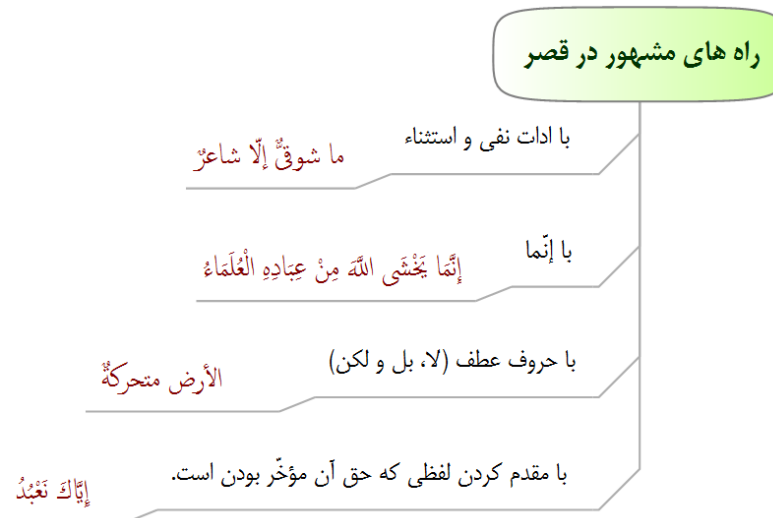 راه های مشهور در قصر
با ادات نفی و استثناء
ما شوقيٌّ إلّا شاعرٌ
با إنّما
إِنَّمَا يَخْشَى اللَّهَ مِنْ عِبَادِهِ الْعُلَمَاءُ
با حروف عطف (لا، بل و لکن)
الأرض متحركةٌ
با مقدم کردن لفظی که حق آن مؤخّر بودن است.
إِيَّاكَ نَعْبُدُ